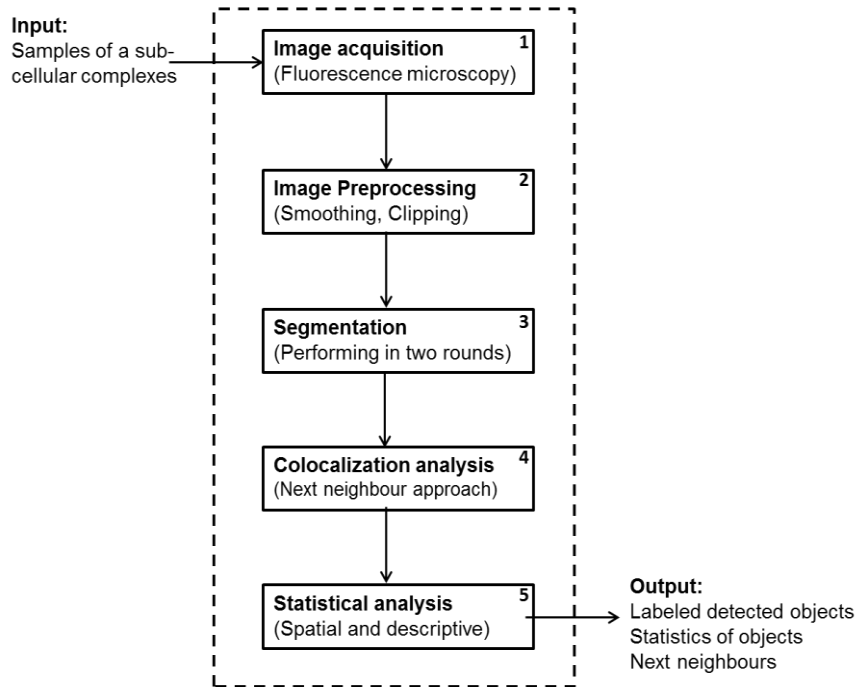 Input:
Samples of a sub-
cellular complexes
Image acquisition 1
(Fluorescence microscopy)
Image Preprocessing 2
(Smoothing, Clipping)
Segmentation 3
(Performing in two rounds)
Colocalization analysis 4
(Next neighbour approach)
Statistical analysis 5
(Spatial and descriptive)
Output:
Labeled detected objects
Statistics of objects
Next neighbours